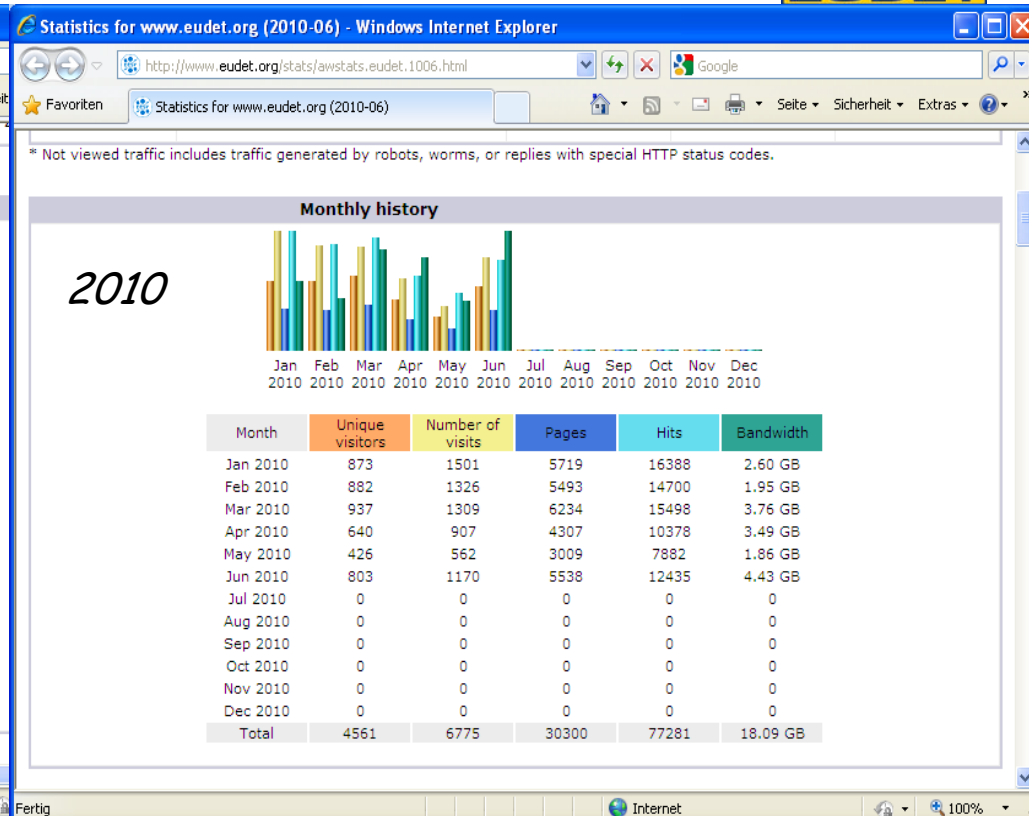 Statistics for www.eudet.org (2010-06) - Windows Internet Explorer
http://www.eudet.org/stats/awstats.eudet.1006.html
Google
Favoriten
Statistics for www.eudet.org (2010-06)
Seite Sicherheit Extras
* Not viewed traffic includes traffic generated by robots, worms, or replies with special HTTP status codes.
Monthly history
2010
Jan Feb Mar Apr May Jun Jul Aug Sep Oct Nov Dec
2010 2010 2010 2010 2010 2010 2010 2010 2010 2010 2010 2010
Month Unique visitors Number of visits Pages Hits Bandwidth
Jan 2010 873 1501 5719 16388 2.60 GB
Feb 2010 882 1326 5493 14700 1.95 GB
Mar 2010 937 1309 6234 15498 3.76 GB
Apr 2010 640 907 4307 10378 3.49 GB
May 2010 426 562 3009 7882 1.86 GB
Jun 2010 803 1170 5538 12435 4.43 GB
Jul 2010 0 0 0 0 0
Aug 2010 0 0 0 0 0
Sep 2010 0 0 0 0 0
Oct 2010 0 0 0 0 0
Nov 2010 0 0 0 0 0
Dec 2010 0 0 0 0 0
Total 4561 6775 30300 77281 18.09 GB
Fertig
Internet
100%